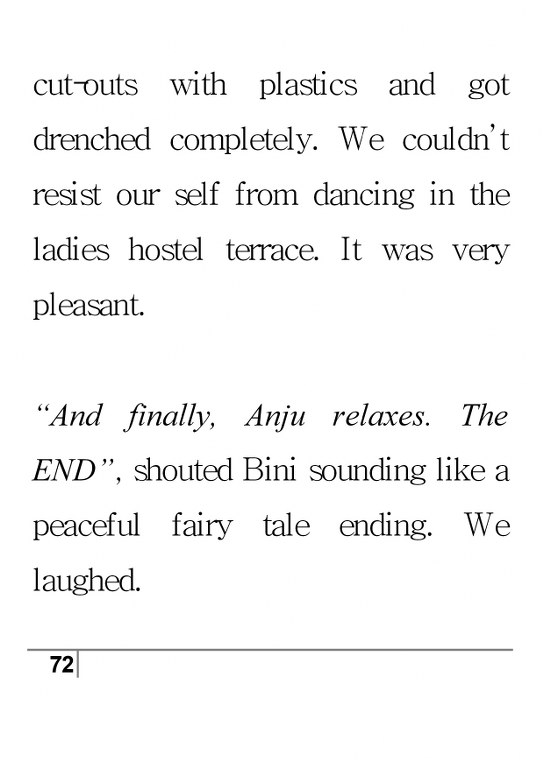 cut-outs with plastics and got
drenched completely. We couldn’t
resist our self from dancing in the
ladies hostel terrace. It was very
pleasant.
“And finally, Anju relaxes. The
END”, shouted Bini sounding like a
peaceful fairy tale ending. We
laughed.
72